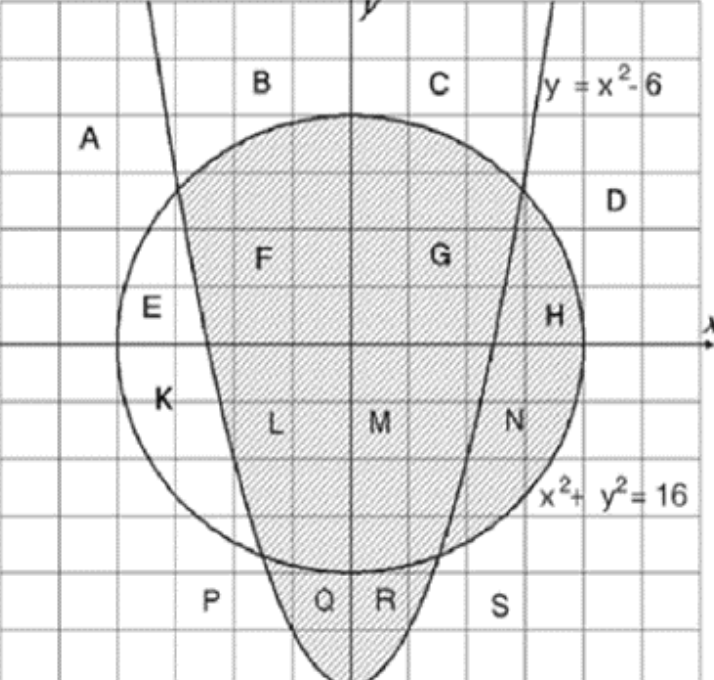 y
B C y = x²- 6
A
D
F G
E H
x
K L M N
x²+ y²= 16
P Q R S